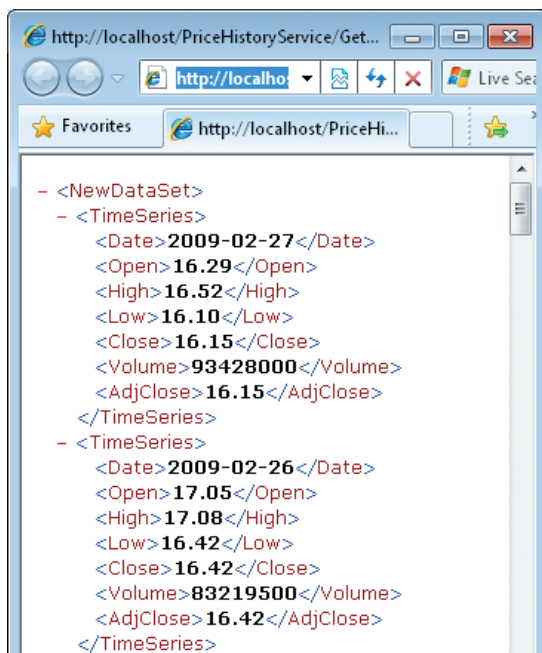 http://localhost/PriceHistoryService/Get...
http://localho
Live Sea
Favorites
http://localhost/PriceHi...
- <NewDataSet>
- <TimeSeries>
<Date>2009-02-27</Date>
<Open>16.29</Open>
<High>16.52</High>
<Low>16.10</Low>
<Close>16.15</Close>
<Volume>93428000</Volume>
<AdjClose>16.15</AdjClose>
</TimeSeries>
- <TimeSeries>
<Date>2009-02-26</Date>
<Open>17.05</Open>
<High>17.08</High>
<Low>16.42</Low>
<Close>16.42</Close>
<Volume>83219500</Volume>
<AdjClose>16.42</AdjClose>
</TimeSeries>